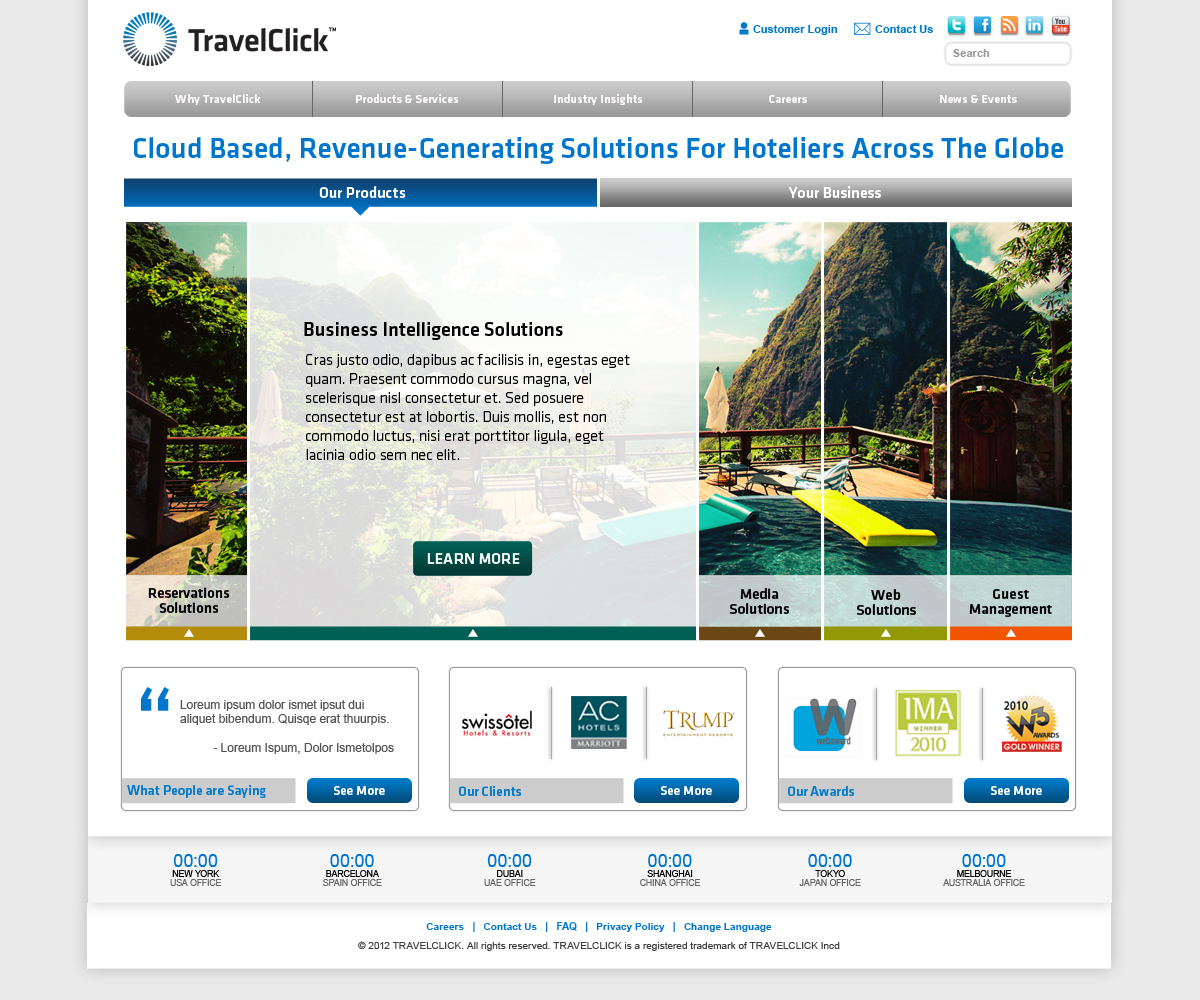 TravelClick™
Customer Login
Contact Us
You
Tube
Search
Why TravelClick
Products & Services
Industry Insights
Careers
News & Events
Cloud Based, Revenue-Generating Solutions For Hoteliers Across The Globe
Our Products
Your Business
Business Intelligence Solutions
Cras justo odio, dapibus ac facilisis in, egestas eget
quam. Praesent commodo cursus magna, vel
scelerisque nisl consectetur et. Sed posuere
consectetur est at lobortis. Duis mollis, est non
commodo luctus, nisi erat porttitor ligula, eget
lacinia odio sem nec elit.
LEARN MORE
Reservations
Solutions
Media
Solutions
Web
Solutions
Guest
Management
“ Lorem ipsum dolor ismet ipsut dui
aliquet bibendum. Quisqe erat thuurpis.
- Loreum Ispum, Dolor Ismetolpos
What People are Saying
See More
swissôtel
Hotels & Resorts
AC
HOTELS
MARRIOTT
TRUMP
ENTERTAINMENT RESORTS
Our Clients
See More
W
webaward
IMA
WINNER
2010
2010
W3
AWARDS
GOLD WINNER
Our Awards
See More
00:00
NEW YORK
USA OFFICE
00:00
BARCELONA
SPAIN OFFICE
00:00
DUBAI
UAE OFFICE
00:00
SHANGHAI
CHINA OFFICE
00:00
TOKYO
JAPAN OFFICE
00:00
MELBOURNE
AUSTRALIA OFFICE
Careers | Contact Us | FAQ | Privacy Policy | Change Language
© 2012 TRAVELCLICK. All rights reserved. TRAVELCLICK is a registered trademark of TRAVELCLICK Incd